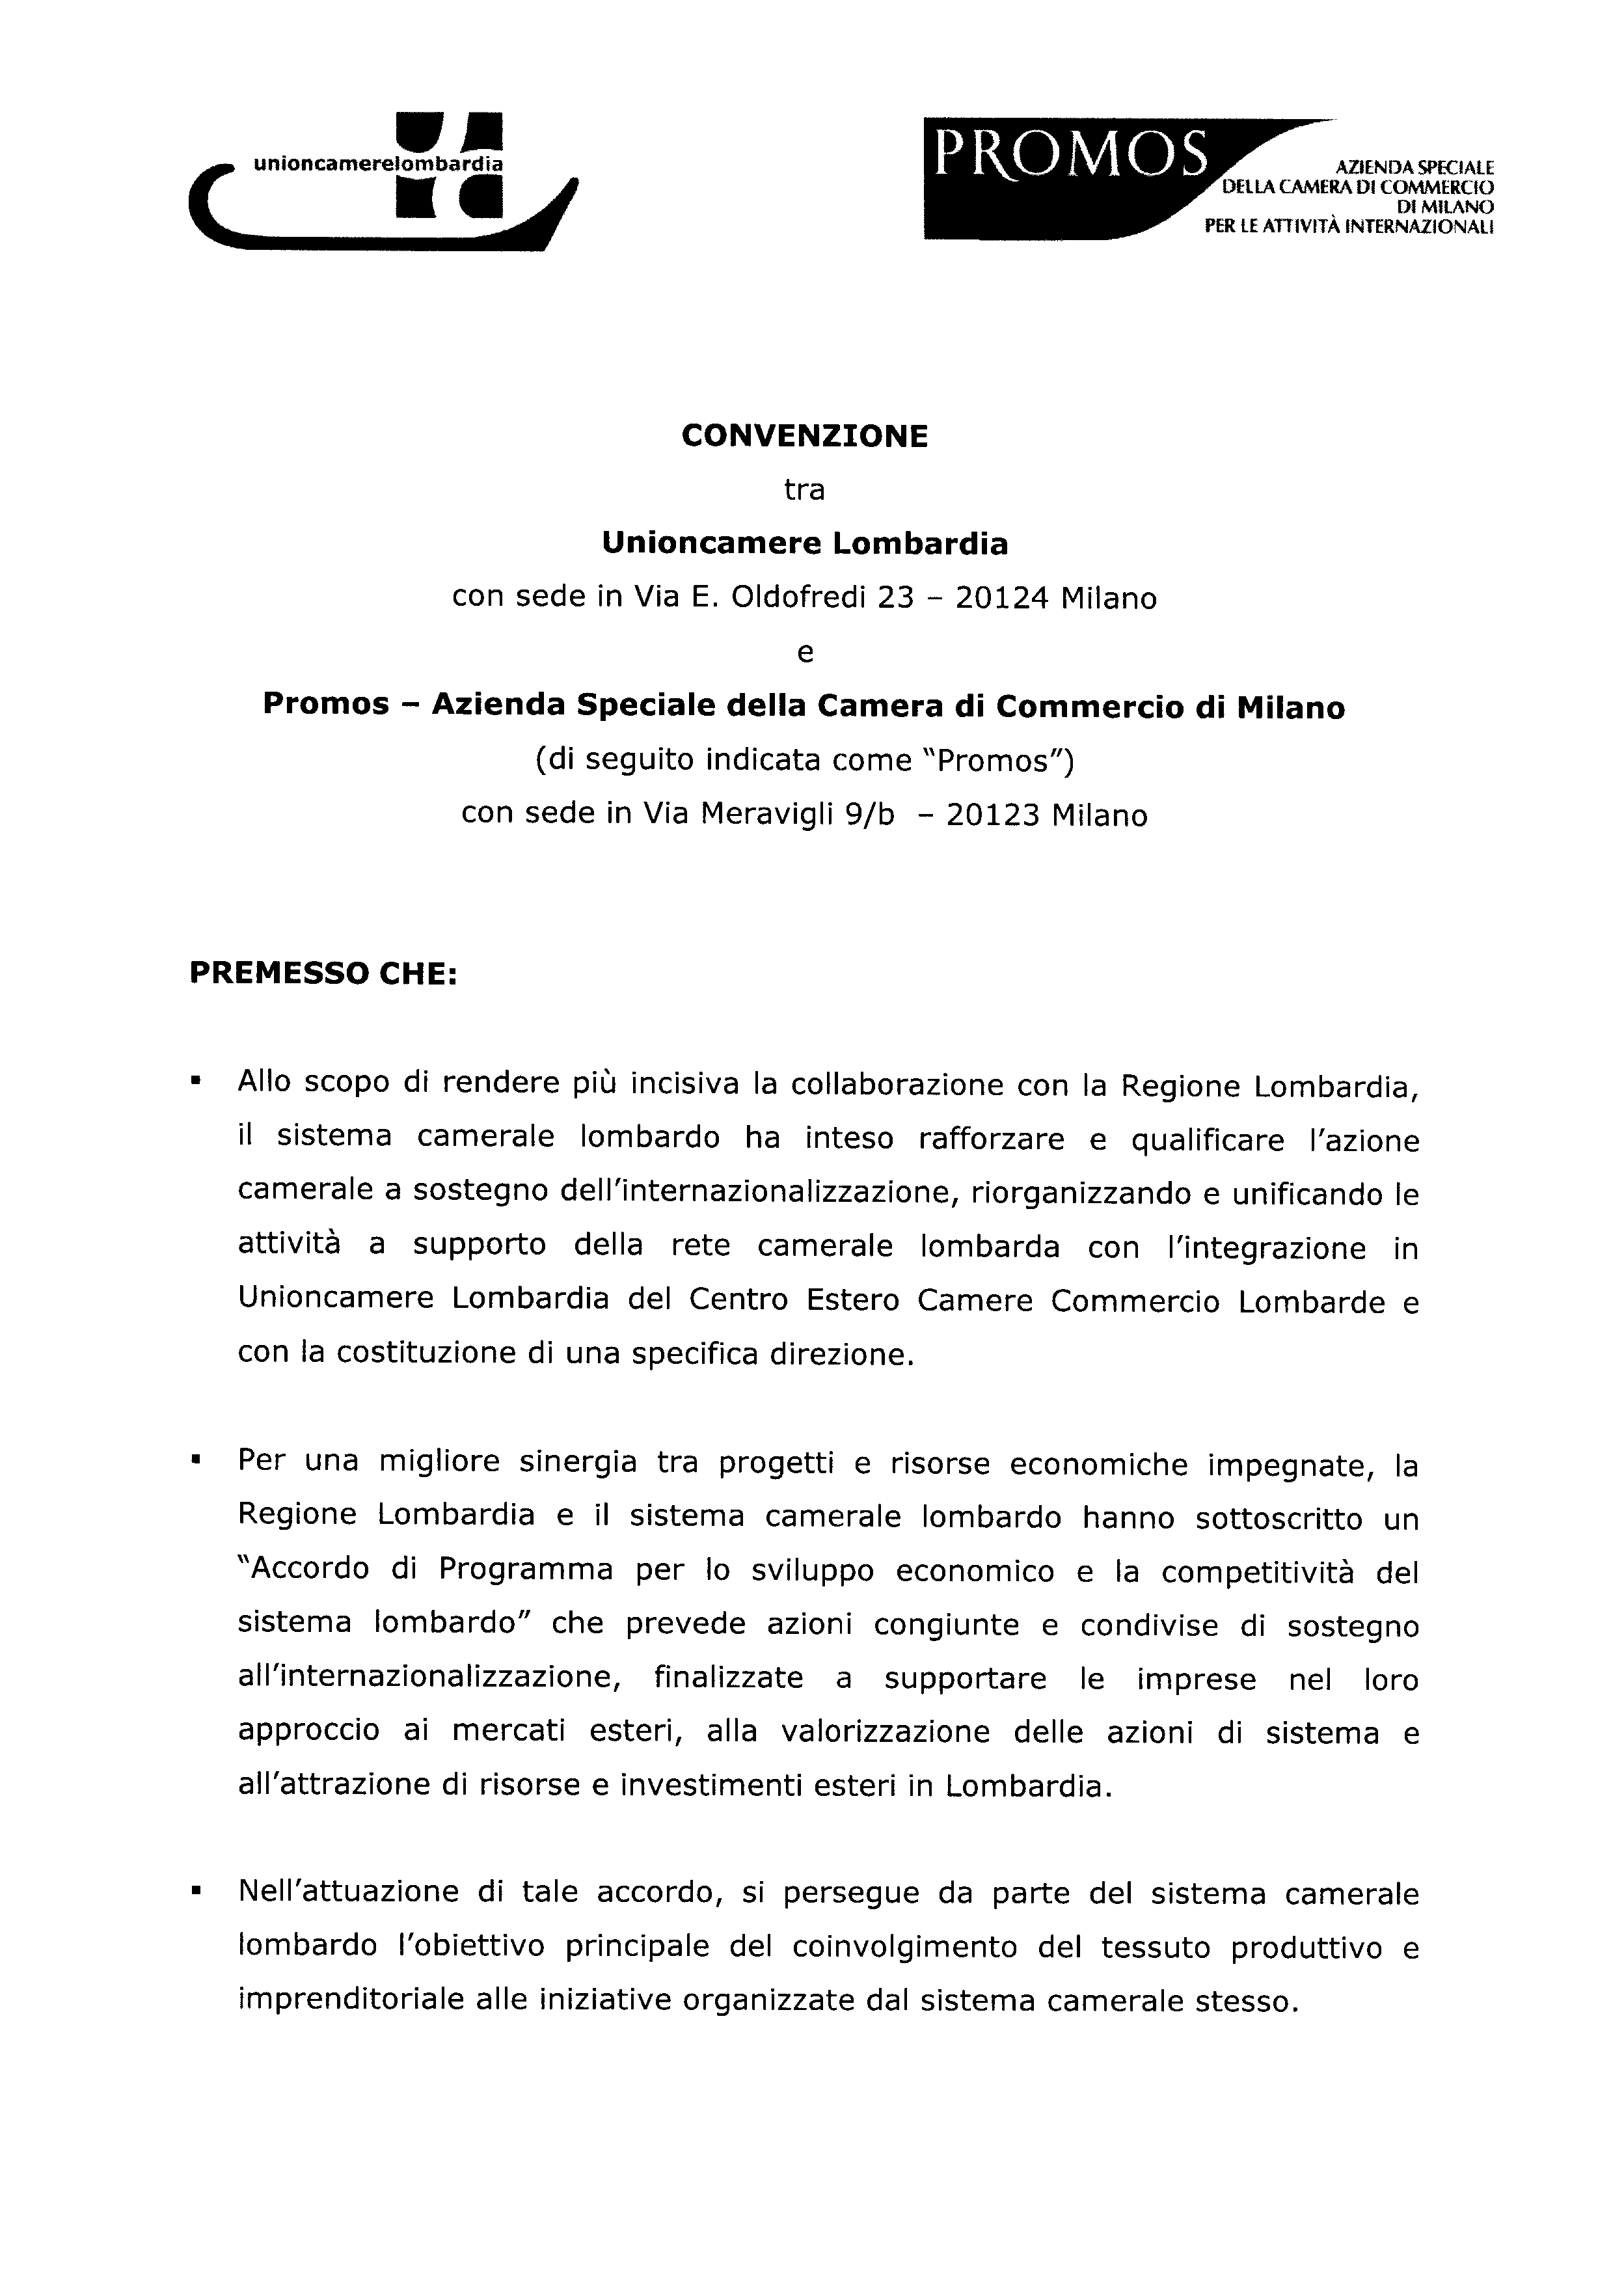 unioncamerelombardia
PROMOS
AZIENDA SPECIALE
DELLA CAMERA DI COMMERCIO
DI MILANO
PER LE ATTIVITÀ INTERNAZIONALI
CONVENZIONE
tra
Unioncamere Lombardia
con sede in Via E. Oldofredi 23 – 20124 Milano
e
Promos – Azienda Speciale della Camera di Commercio di Milano
(di seguito indicata come "Promos")
con sede in Via Meravigli 9/b – 20123 Milano
PREMESSO CHE:
▪ Allo scopo di rendere più incisiva la collaborazione con la Regione Lombardia,
il sistema camerale lombardo ha inteso rafforzare e qualificare l'azione
camerale a sostegno dell'internazionalizzazione, riorganizzando e unificando le
attività a supporto della rete camerale lombarda con l'integrazione in
Unioncamere Lombardia del Centro Estero Camere Commercio Lombarde e
con la costituzione di una specifica direzione.
▪ Per una migliore sinergia tra progetti e risorse economiche impegnate, la
Regione Lombardia e il sistema camerale lombardo hanno sottoscritto un
"Accordo di Programma per lo sviluppo economico e la competitività del
sistema lombardo" che prevede azioni congiunte e condivise di sostegno
all'internazionalizzazione, finalizzate a supportare le imprese nel loro
approccio ai mercati esteri, alla valorizzazione delle azioni di sistema e
all'attrazione di risorse e investimenti esteri in Lombardia.
▪ Nell'attuazione di tale accordo, si persegue da parte del sistema camerale
lombardo l'obiettivo principale del coinvolgimento del tessuto produttivo e
imprenditoriale alle iniziative organizzate dal sistema camerale stesso.